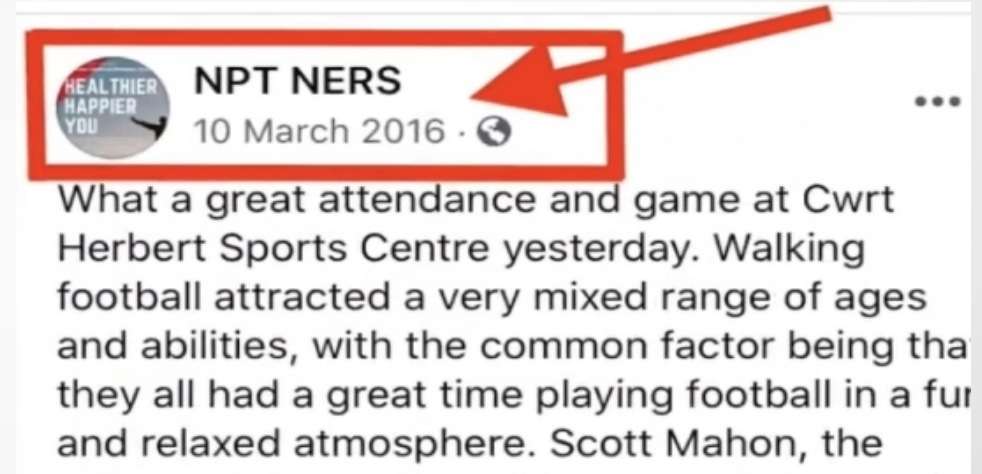 HEALTHIER
HAPPIER
YOU
NPT NERS
10 March 2016 ·
What a great attendance and game at Cwrt
Herbert Sports Centre yesterday. Walking
football attracted a very mixed range of ages
and abilities, with the common factor being tha
they all had a great time playing football in a fun
and relaxed atmosphere. Scott Mahon, the